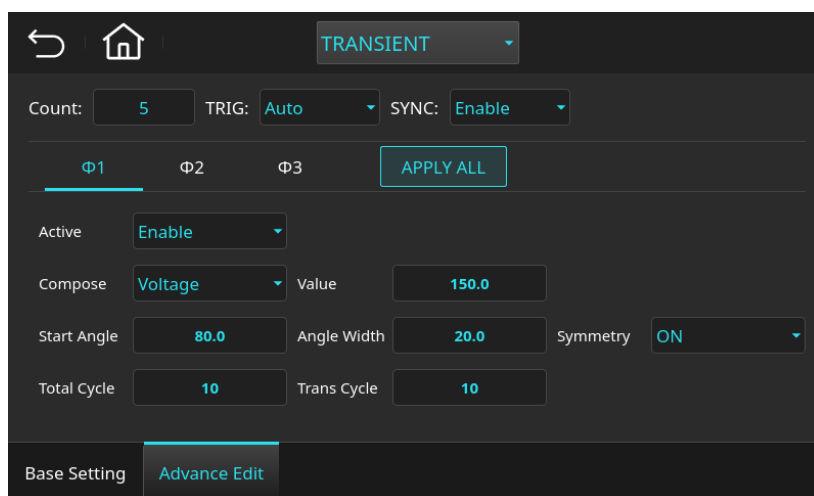 TRANSIENT
Count: 5 TRIG: Auto SYNC: Enable
Φ1 Φ2 Φ3 APPLY ALL
Active Enable
Compose Voltage Value 150.0
Start Angle 80.0 Angle Width 20.0 Symmetry ON
Total Cycle 10 Trans Cycle 10
Base Setting Advance Edit